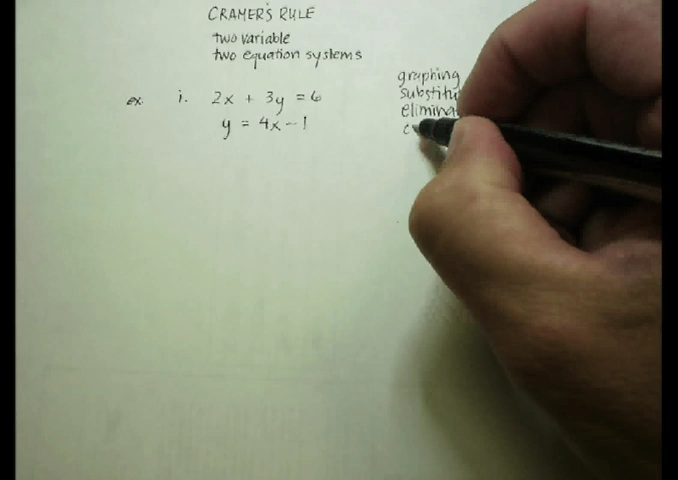 CRAMER'S RULE
two variable
two equation systems
ex. i. 2x + 3y = 6
y = 4x - 1
graphing